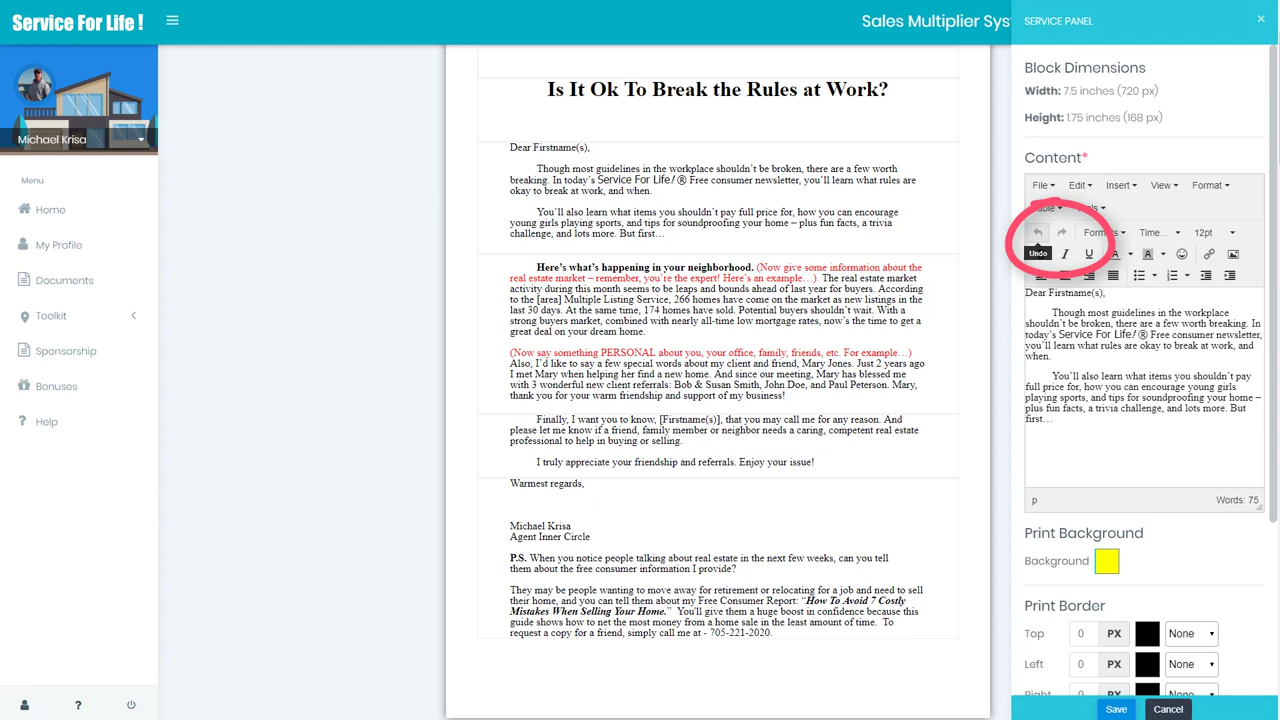 Service For Life !
Sales Multiplier Sys
SERVICE PANEL
×
Michael Krisa
Menu
Home
My Profile
Documents
Toolkit
Sponsorship
Bonuses
Help
Is It Ok To Break the Rules at Work?
Dear Firstname(s),
Though most guidelines in the workplace shouldn't be broken, there are a few worth
breaking. In today's Service For Life!® Free consumer newsletter, you'll learn what rules are
okay to break at work, and when.
You'll also learn what items you shouldn't pay full price for, how you can encourage
young girls playing sports, and tips for soundproofing your home – plus fun facts, a trivia
challenge, and lots more. But first…
Here's what's happening in your neighborhood. (Now give some information about the
real estate market – remember, you're the expert! Here's an example…). The real estate market
activity during this month seems to be leaps and bounds ahead of last year for buyers. According
to the [area] Multiple Listing Service, 266 homes have come on the market as new listings in the
last 30 days. At the same time, 174 homes have sold. Potential buyers shouldn't wait. With a
strong buyers market, combined with nearly all-time low mortgage rates, now's the time to get a
great deal on your dream home.
(Now say something PERSONAL about you, your office, family, friends, etc. For example…)
Also, I'd like to say a few special words about my client and friend, Mary Jones. Just 2 years ago
I met Mary when helping her find a new home. And since our meeting, Mary has blessed me
with 3 wonderful new client referrals: Bob & Susan Smith, John Doe, and Paul Peterson. Mary,
thank you for your warm friendship and support of my business!
Finally, I want you to know, [Firstname(s)], that you may call me for any reason. And
please let me know if a friend, family member or neighbor needs a caring, competent real estate
professional to help in buying or selling.
I truly appreciate your friendship and referrals. Enjoy your issue!
Warmest regards,
Michael Krisa
Agent Inner Circle
P.S. When you notice people talking about real estate in the next few weeks, can you tell
them about the free consumer information I provide?
They may be people wanting to move away for retirement or relocating for a job and need to sell
their home, and you can tell them about my Free Consumer Report: "How To Avoid 7 Costly
Mistakes When Selling Your Home." You'll give them a huge boost in confidence because this
guide shows how to net the most money from a home sale in the least amount of time. To
request a copy for a friend, simply call me at - 705-221-2020.
Block Dimensions
Width: 7.5 inches (720 px)
Height: 1.75 inches (168 px)
Content*
File Edit Insert View Format
Time... 12pt
Undo I U A A
Dear Firstname(s),
Though most guidelines in the workplace
shouldn't be broken, there are a few worth breaking. In
today's Service For Life!® Free consumer newsletter,
you'll learn what rules are okay to break at work, and
when.
You'll also learn what items you shouldn't pay
full price for, how you can encourage young girls
playing sports, and tips for soundproofing your home –
plus fun facts, a trivia challenge, and lots more. But
first…
p Words: 75
Print Background
Background
Print Border
Top 0 PX None
Left 0 PX None
Right 0 PX None
Save Cancel